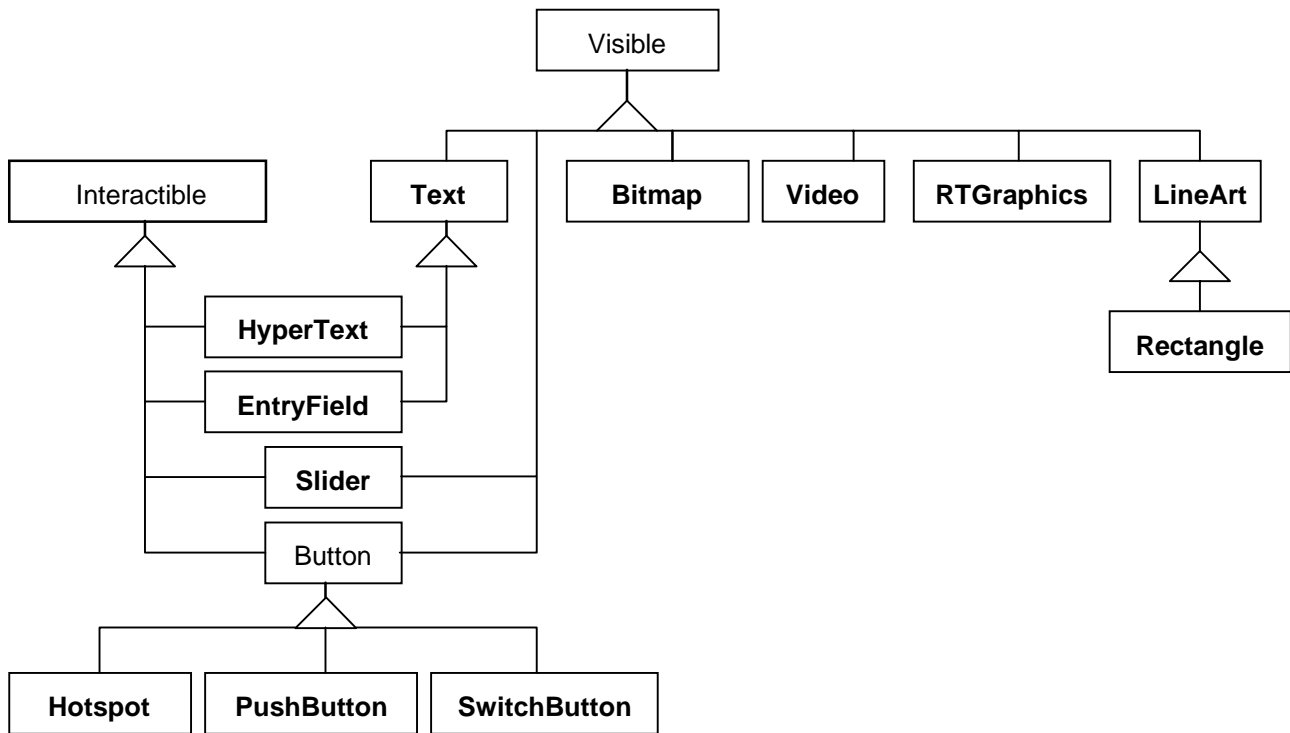 Visible
Interactible
Text
Bitmap
Video
RTGraphics
LineArt
HyperText
Rectangle
EntryField
Slider
Button
Hotspot
PushButton
SwitchButton